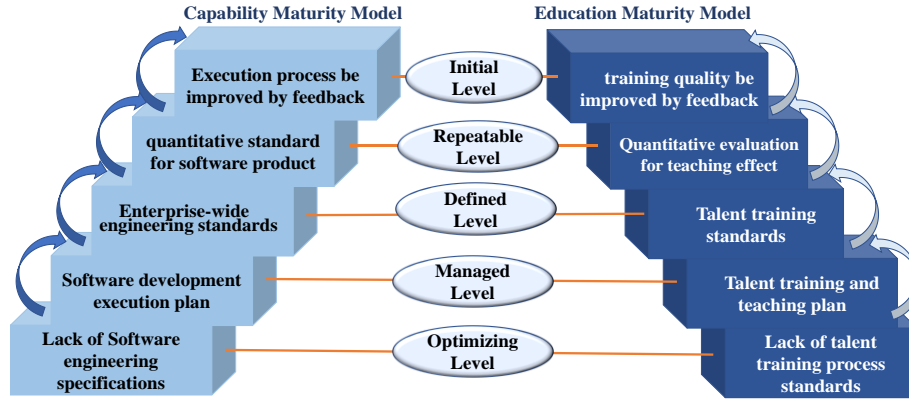 Capability Maturity Model
Education Maturity Model
Execution process be
improved by feedback
Initial
Level
training quality be
improved by feedback
quantitative standard
for software product
Repeatable
Level
Quantitative evaluation
for teaching effect
Enterprise-wide
engineering standards
Defined
Level
Talent training
standards
Software development
execution plan
Managed
Level
Talent training and
teaching plan
Lack of Software
engineering
specifications
Optimizing
Level
Lack of talent
training process
standards